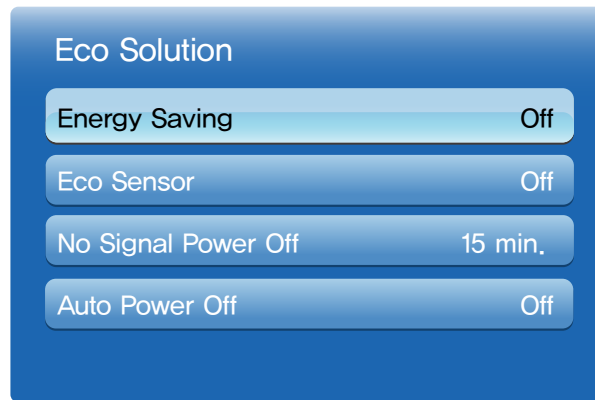 Eco Solution
Energy Saving Off
Eco Sensor Off
No Signal Power Off 15 min.
Auto Power Off Off